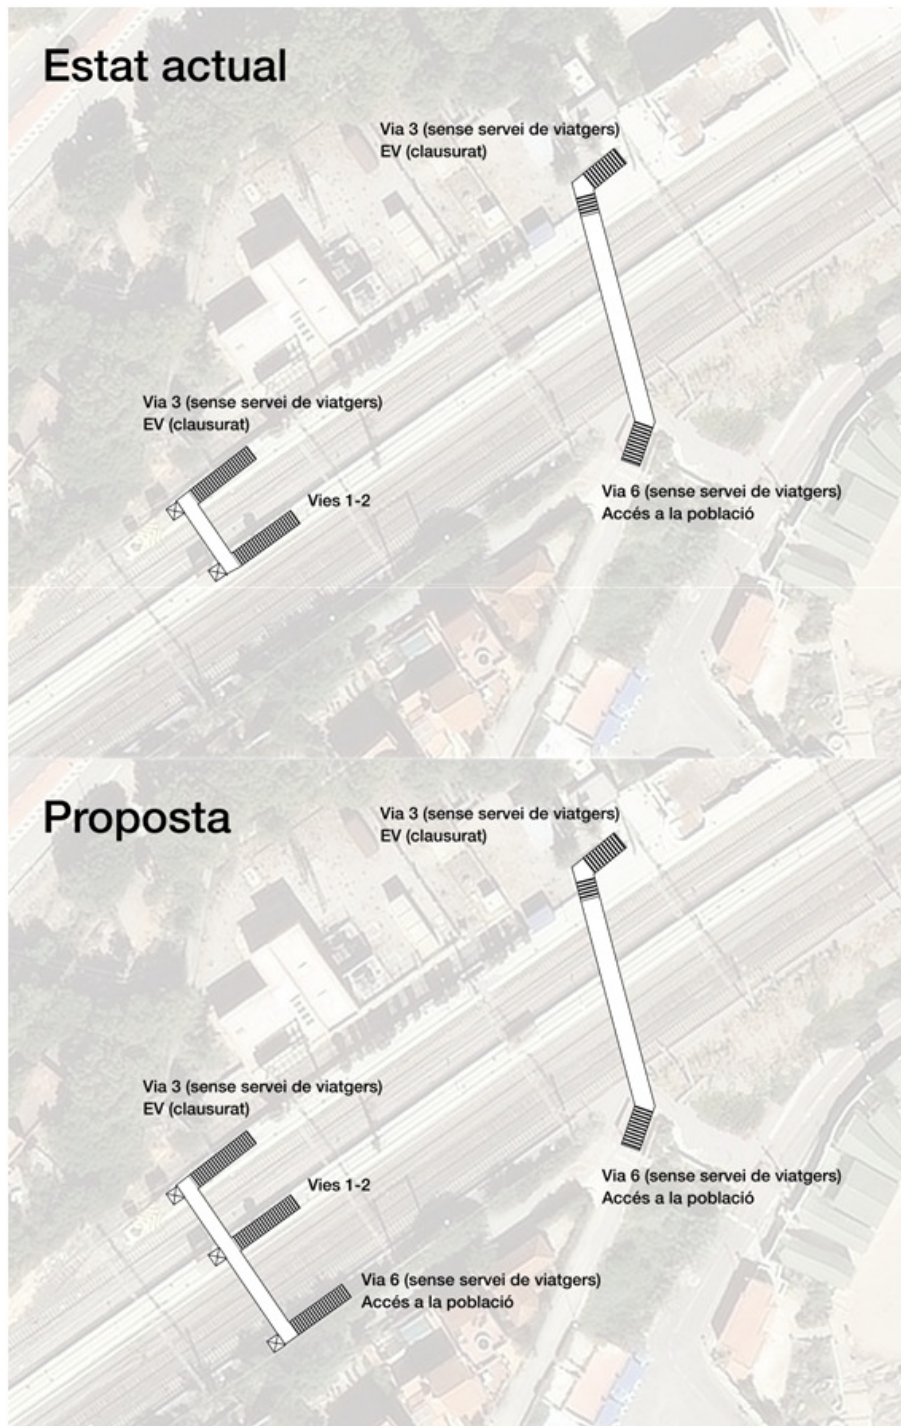 Estat actual
Via 3 (sense servei de viatgers)
EV (clausurat)
Via 3 (sense servei de viatgers)
EV (clausurat)
Vies 1-2
Via 6 (sense servei de viatgers)
Accés a la població
Proposta
Via 3 (sense servei de viatgers)
EV (clausurat)
Via 3 (sense servei de viatgers)
EV (clausurat)
Vies 1-2
Via 6 (sense servei de viatgers)
Accés a la població
Via 6 (sense servei de viatgers)
Accés a la població